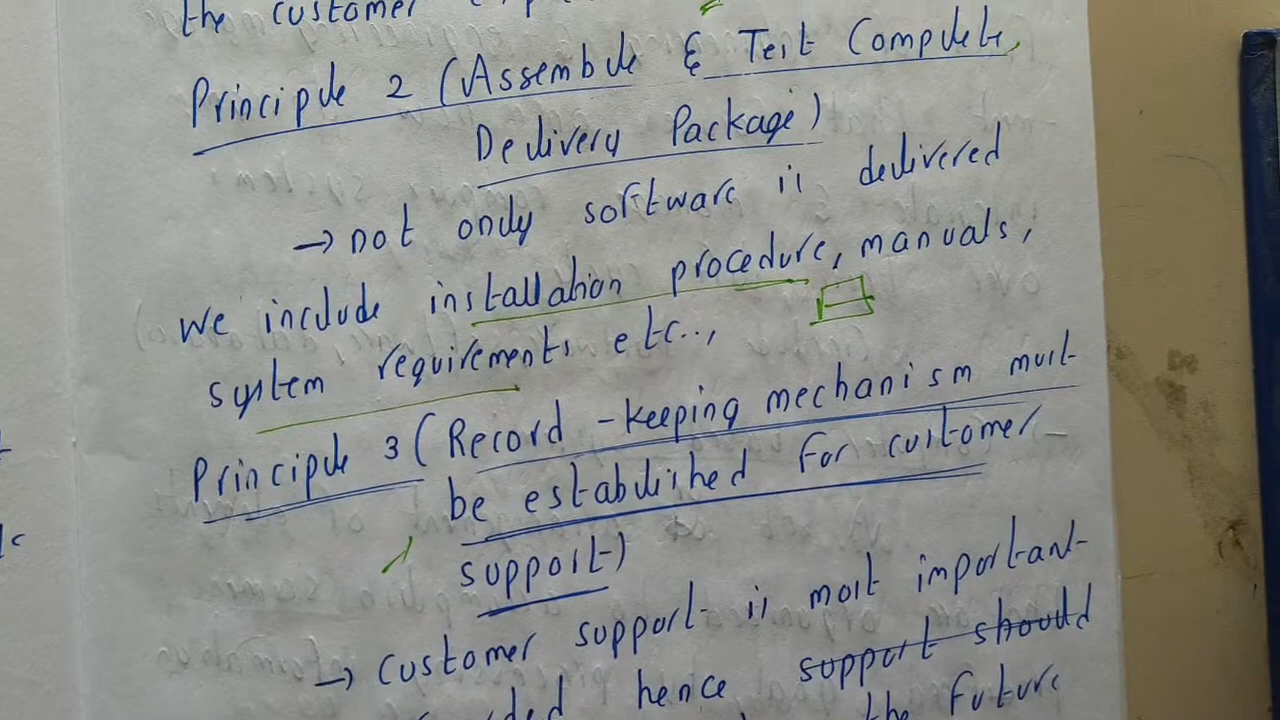 the customer
Principle 2 (Assemble & Test Complete
Delivery Package)
→ not only software is delivered
we include installation procedure, manuals,
system requirements etc..,
Principle 3 (Record-keeping mechanism must
be established for customer
support)
→ customer support is most important
hence support should
the future